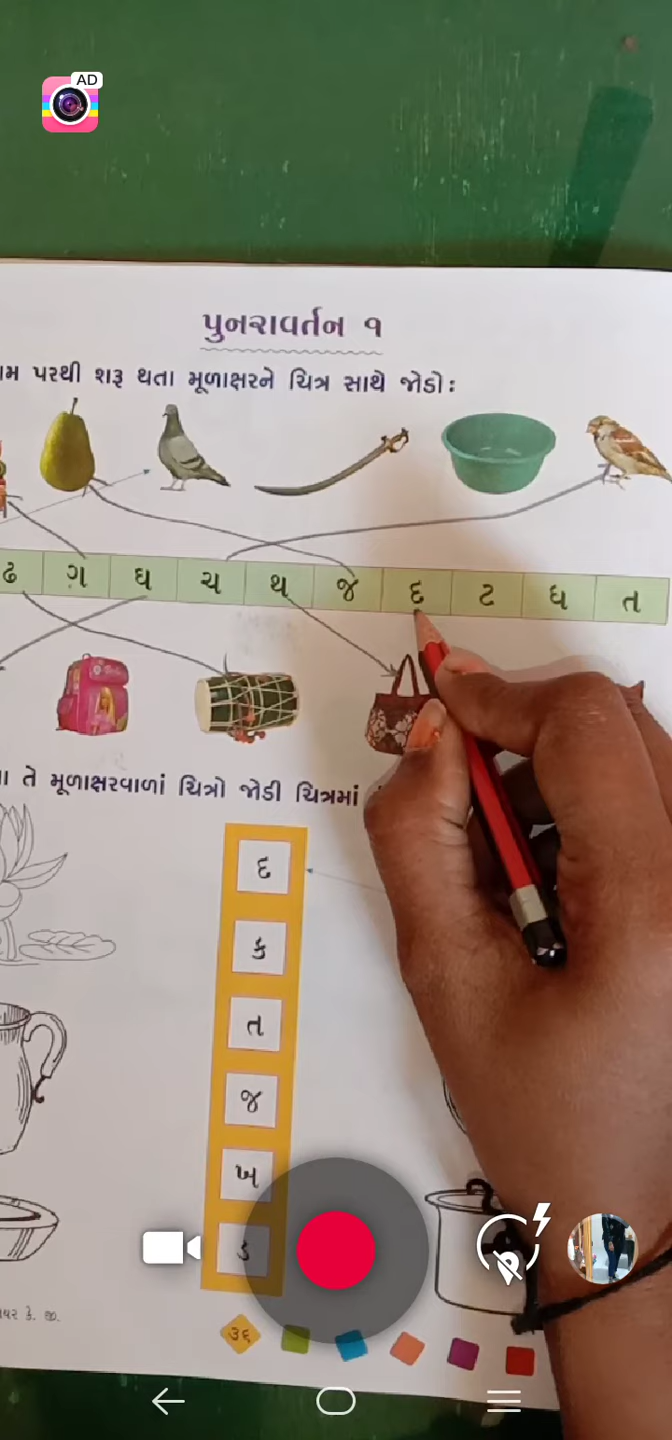 AD
પુનરાવર્તન ૧
પરથી શરૂ થતા મૂળાક્ષરને ચિત્ર સાથે જોડો :
ઢ ગ ઘ ચ થ જ દ ટ ધ ત
તે મૂળાક્ષરવાળાં ચિત્રો જોડી ચિત્રમાં
દ
ક
ત
જ
ખ
ડ
કે. જી.
૩૬